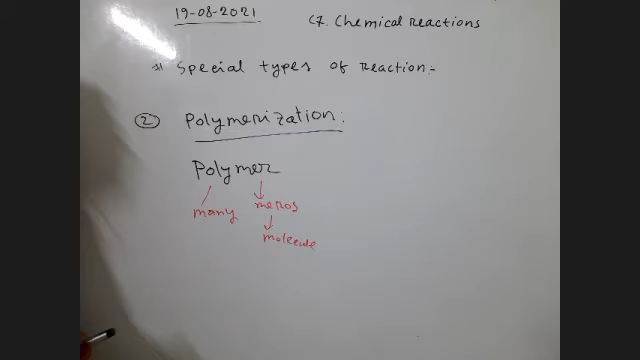 19-08-2021
C7. Chemical Reactions
* Special types of Reaction:-
② Polymerization:
Polymer
many meros
molecule